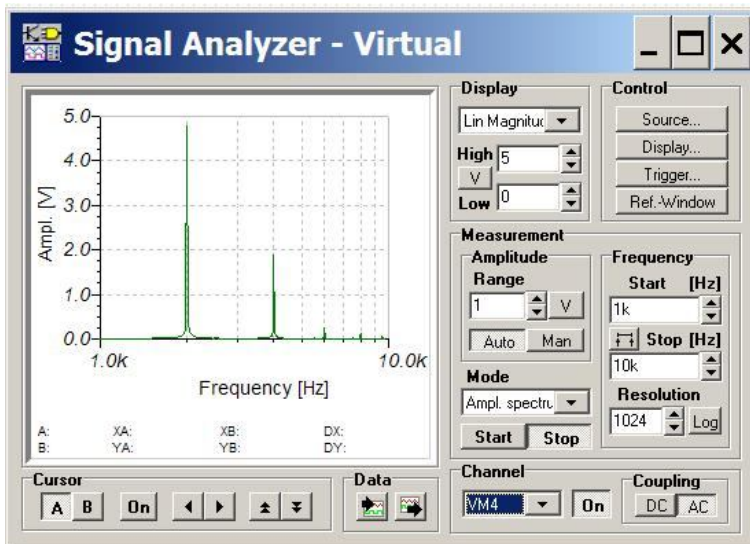 Signal Analyzer - Virtual
5.0
4.0
3.0
2.0
1.0
0.0
Ampl. [V]
1.0k
10.0k
Frequency [Hz]
A: XA: XB: DX:
B: YA: YB: DY:
Cursor
A B On
Data
Display
Lin Magnituc
High 5
V
Low 0
Control
Source...
Display...
Trigger...
Ref.-Window
Measurement
Amplitude
Range
1 V
Auto Man
Mode
Ampl. spectru
Start Stop
Frequency
Start [Hz]
1k
Stop [Hz]
10k
Resolution
1024 Log
Channel
VM4 On
Coupling
DC AC